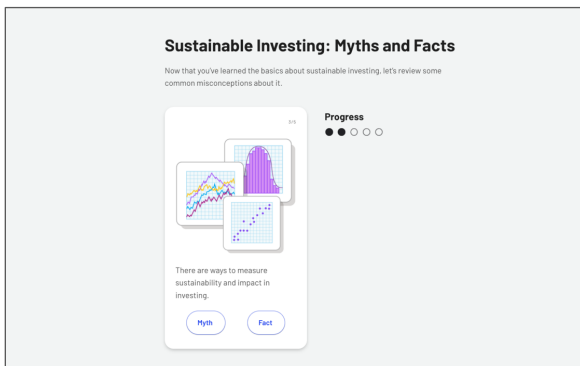 Sustainable Investing: Myths and Facts
Now that you've learned the basics about sustainable investing, let's review some
common misconceptions about it.
Progress
There are ways to measure
sustainability and impact in
investing.
Myth
Fact